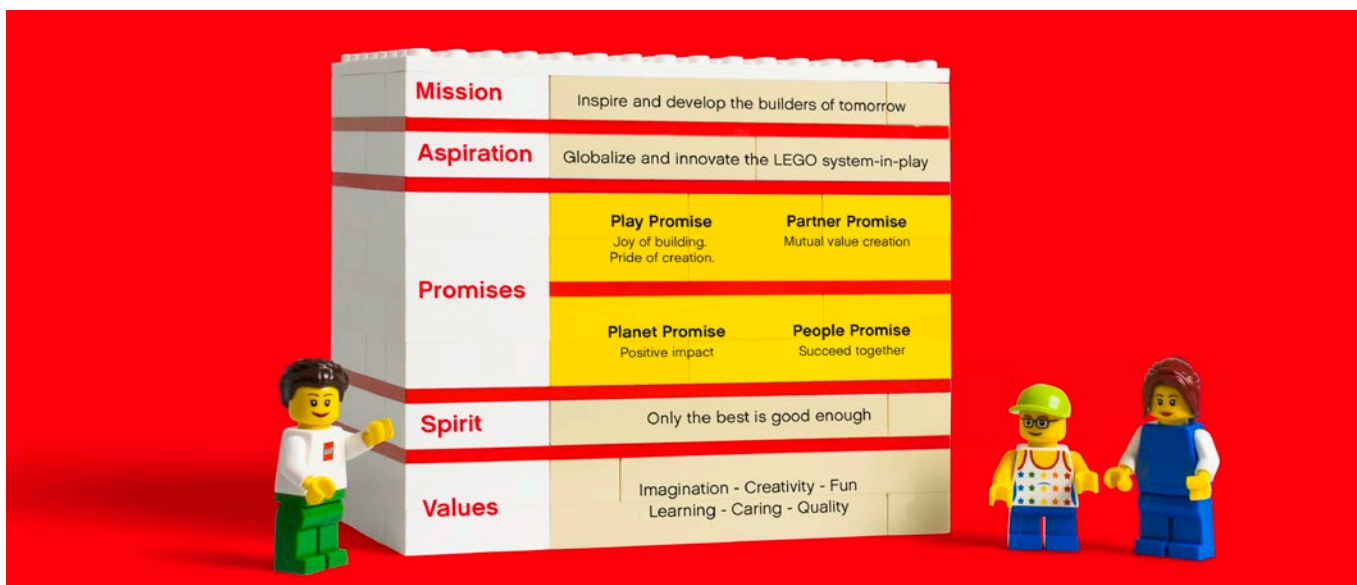 Mission
Inspire and develop the builders of tomorrow
Aspiration
Globalize and innovate the LEGO system-in-play
Promises
Play Promise
Joy of building.
Pride of creation.
Partner Promise
Mutual value creation
Planet Promise
Positive impact
People Promise
Succeed together
Spirit
Only the best is good enough
Values
Imagination - Creativity - Fun
Learning - Caring - Quality
LEGO